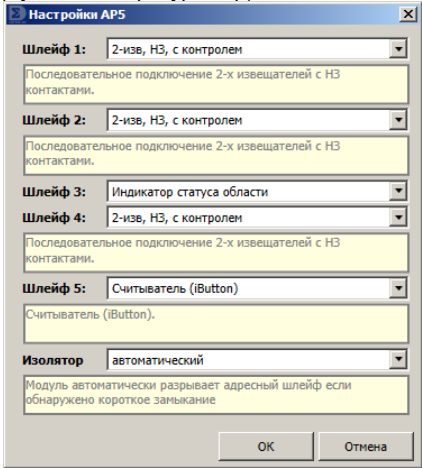 Настройки AP5
Шлейф 1: 2-изв, НЗ, с контролем
Последовательное подключение 2-х извещателей с НЗ
контактами.
Шлейф 2: 2-изв, НЗ, с контролем
Последовательное подключение 2-х извещателей с НЗ
контактами.
Шлейф 3: Индикатор статуса области
Шлейф 4: 2-изв, НЗ, с контролем
Последовательное подключение 2-х извещателей с НЗ
контактами.
Шлейф 5: Считыватель (iButton)
Считыватель (iButton).
Изолятор автоматический
Модуль автоматически разрывает адресный шлейф если
обнаружено короткое замыкание
OK Отмена